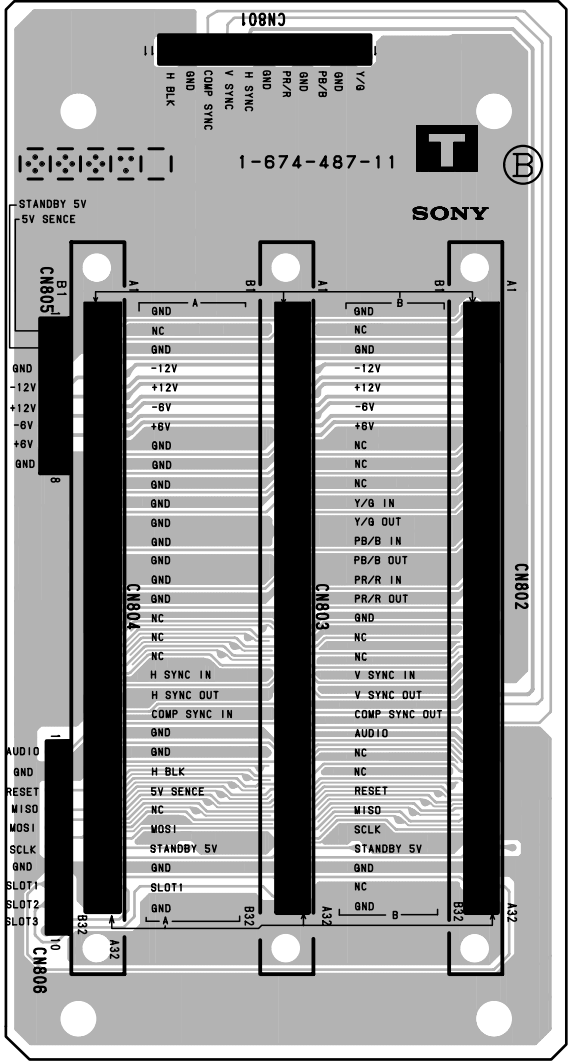 CN801
11
1
H BLK
GND
COMP SYNC
V SYNC
H SYNC
GND
PR/R
GND
PB/B
GND
Y/G
1-674-487-11
T
B
SONY
STANDBY 5V
5V SENCE
CN805
B1
1
A1
B1
A1
B1
A1
A
B
GND
NC
GND
-12V
+12V
-6V
+6V
GND
GND
GND
GND
GND
GND
GND
GND
GND
NC
NC
NC
H SYNC IN
H SYNC OUT
COMP SYNC IN
GND
GND
H BLK
5V SENCE
NC
MOSI
STANDBY 5V
GND
SLOT1
GND
A
GND
NC
GND
-12V
+12V
-6V
+6V
NC
NC
NC
Y/G IN
Y/G OUT
PB/B IN
PB/B OUT
PR/R IN
PR/R OUT
GND
NC
NC
V SYNC IN
V SYNC OUT
COMP SYNC OUT
AUDIO
NC
NC
RESET
MISO
SCLK
STANDBY 5V
GND
NC
GND
B
GND
-12V
+12V
-6V
+6V
GND
8
CN804
CN803
CN802
1
AUDIO
GND
RESET
MISO
MOSI
SCLK
GND
SLOT1
SLOT2
SLOT3
10
CN806
B32
A32
B32
A32
B32
A32